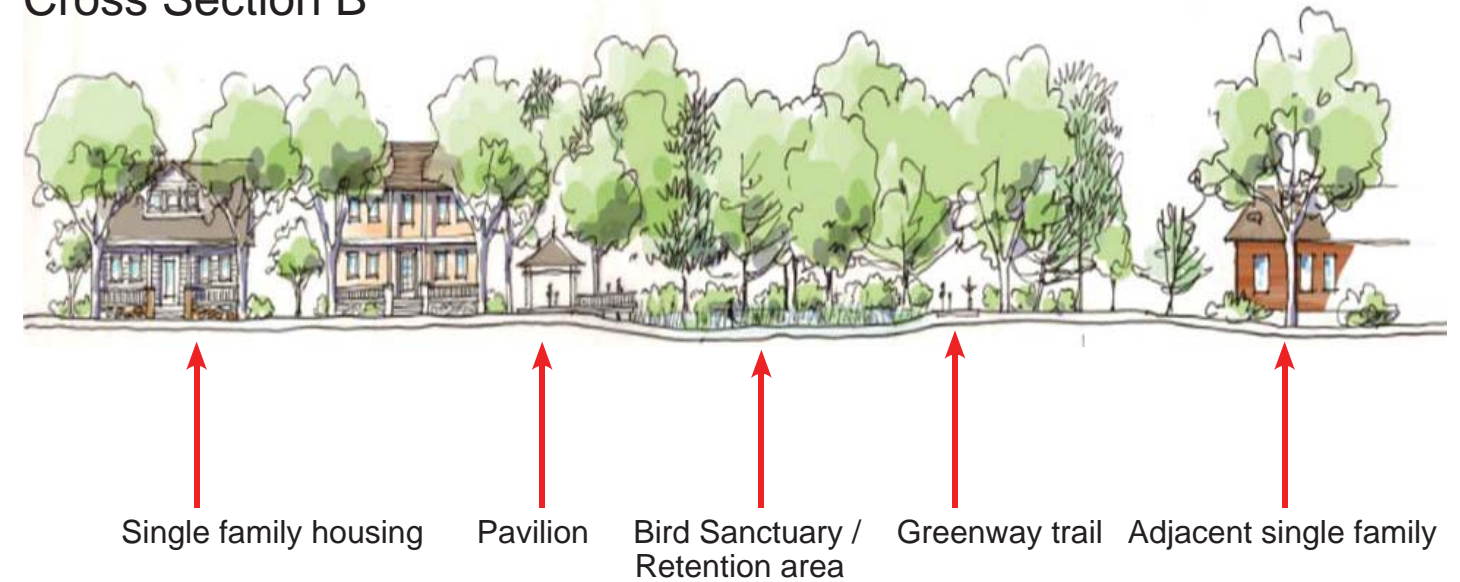 Cross Section B
Single family housing
Pavilion
Bird Sanctuary /
Retention area
Greenway trail
Adjacent single family